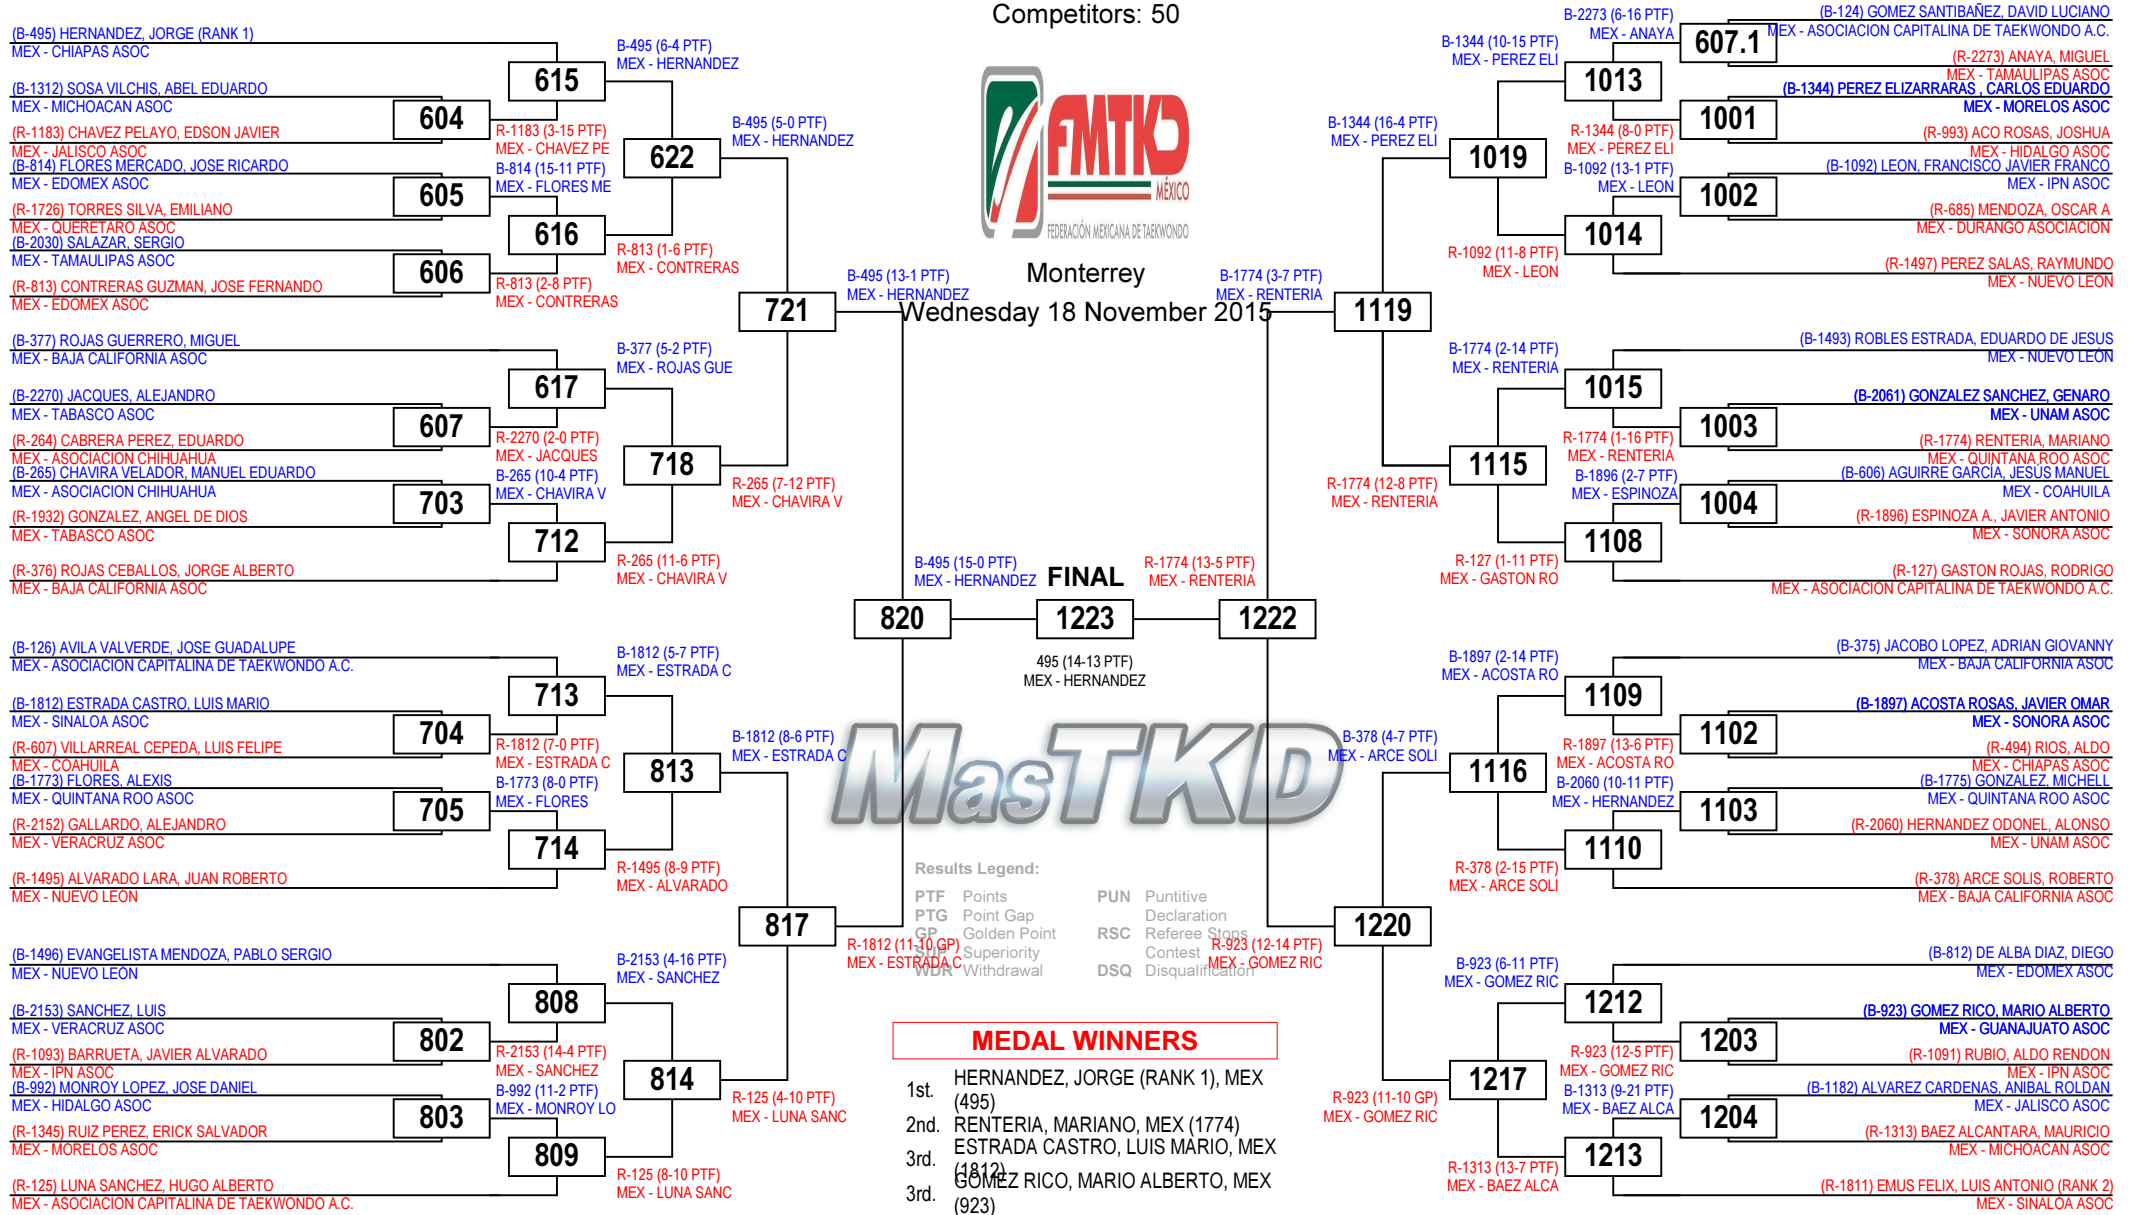 Competitors: 50
FMTKD
MÉXICO
FEDERACIÓN MEXICANA DE TAEKWONDO
Monterrey
Wednesday 18 November 2015
(B-495) HERNANDEZ, JORGE (RANK 1)
MEX - CHIAPAS ASOC
(B-1312) SOSA VILCHIS, ABEL EDUARDO
MEX - MICHOACAN ASOC
(R-1183) CHAVEZ PELAYO, EDSON JAVIER
MEX - JALISCO ASOC
(B-814) FLORES MERCADO, JOSE RICARDO
MEX - EDOMEX ASOC
(R-1726) TORRES SILVA, EMILIANO
MEX - QUERETARO ASOC
(B-2030) SALAZAR, SERGIO
MEX - TAMAULIPAS ASOC
(R-813) CONTRERAS GUZMAN, JOSE FERNANDO
MEX - EDOMEX ASOC
(B-377) ROJAS GUERRERO, MIGUEL
MEX - BAJA CALIFORNIA ASOC
(B-2270) JACQUES, ALEJANDRO
MEX - TABASCO ASOC
(R-264) CABRERA PEREZ, EDUARDO
MEX - ASOCIACION CHIHUAHUA
(B-265) CHAVIRA VELADOR, MANUEL EDUARDO
MEX - ASOCIACION CHIHUAHUA
(R-1932) GONZALEZ, ANGEL DE DIOS
MEX - TABASCO ASOC
(R-376) ROJAS CEBALLOS, JORGE ALBERTO
MEX - BAJA CALIFORNIA ASOC
(B-126) AVILA VALVERDE, JOSE GUADALUPE
MEX - ASOCIACION CAPITALINA DE TAEKWONDO A.C.
(B-1812) ESTRADA CASTRO, LUIS MARIO
MEX - SINALOA ASOC
(R-607) VILLARREAL CEPEDA, LUIS FELIPE
MEX - COAHUILA
(B-1773) FLORES, ALEXIS
MEX - QUINTANA ROO ASOC
(R-2152) GALLARDO, ALEJANDRO
MEX - VERACRUZ ASOC
(R-1495) ALVARADO LARA, JUAN ROBERTO
MEX - NUEVO LEÓN
(B-1496) EVANGELISTA MENDOZA, PABLO SERGIO
MEX - NUEVO LEÓN
(B-2153) SANCHEZ, LUIS
MEX - VERACRUZ ASOC
(R-1093) BARRUETA, JAVIER ALVARADO
MEX - IPN ASOC
(B-992) MONROY LOPEZ, JOSE DANIEL
MEX - HIDALGO ASOC
(R-1345) RUIZ PEREZ, ERICK SALVADOR
MEX - MORELOS ASOC
(R-125) LUNA SANCHEZ, HUGO ALBERTO
MEX - ASOCIACION CAPITALINA DE TAEKWONDO A.C.
604
605
606
607
703
704
705
802
803
R-1183 (3-15 PTF)
MEX - CHAVEZ PE
B-814 (15-11 PTF)
MEX - FLORES ME
R-813 (2-8 PTF)
MEX - CONTRERAS
R-2270 (2-0 PTF)
MEX - JACQUES
B-265 (10-4 PTF)
MEX - CHAVIRA V
R-1812 (7-0 PTF)
MEX - ESTRADA C
B-1773 (8-0 PTF)
MEX - FLORES
R-2153 (14-4 PTF)
MEX - SANCHEZ
B-992 (11-2 PTF)
MEX - MONROY LO
615
616
617
712
713
714
808
809
B-495 (6-4 PTF)
MEX - HERNANDEZ
R-813 (1-6 PTF)
MEX - CONTRERAS
B-377 (5-2 PTF)
MEX - ROJAS GUE
R-265 (11-6 PTF)
MEX - CHAVIRA V
B-1812 (5-7 PTF)
MEX - ESTRADA C
R-1495 (8-9 PTF)
MEX - ALVARADO
B-2153 (4-16 PTF)
MEX - SANCHEZ
R-125 (8-10 PTF)
MEX - LUNA SANC
622
718
813
814
B-495 (5-0 PTF)
MEX - HERNANDEZ
R-265 (7-12 PTF)
MEX - CHAVIRA V
B-1812 (8-6 PTF)
MEX - ESTRADA C
R-125 (4-10 PTF)
MEX - LUNA SANC
721
817
B-495 (13-1 PTF)
MEX - HERNANDEZ
R-1812 (11-10 GP)
MEX - ESTRADA C
820
B-495 (15-0 PTF)
MEX - HERNANDEZ
FINAL
1223
495 (14-13 PTF)
MEX - HERNANDEZ
R-1774 (13-5 PTF)
MEX - RENTERIA
1222
B-1774 (3-7 PTF)
MEX - RENTERIA
R-923 (12-14 PTF)
MEX - GOMEZ RIC
1119
1220
B-1344 (16-4 PTF)
MEX - PEREZ ELI
R-1774 (12-8 PTF)
MEX - RENTERIA
B-378 (4-7 PTF)
MEX - ARCE SOLI
R-923 (11-10 GP)
MEX - GOMEZ RIC
1019
1115
1116
1217
B-1344 (10-15 PTF)
MEX - PEREZ ELI
R-1092 (11-8 PTF)
MEX - LEON
B-1774 (2-14 PTF)
MEX - RENTERIA
R-127 (1-11 PTF)
MEX - GASTON RO
B-1897 (2-14 PTF)
MEX - ACOSTA RO
R-378 (2-15 PTF)
MEX - ARCE SOLI
B-923 (6-11 PTF)
MEX - GOMEZ RIC
R-1313 (13-7 PTF)
MEX - BAEZ ALCA
1013
1014
1015
1108
1109
1110
1212
1213
B-2273 (6-16 PTF)
MEX - ANAYA
R-1344 (8-0 PTF)
MEX - PEREZ ELI
B-1092 (13-1 PTF)
MEX - LEON
R-1774 (1-16 PTF)
MEX - RENTERIA
B-1896 (2-7 PTF)
MEX - ESPINOZA
R-1897 (13-6 PTF)
MEX - ACOSTA RO
B-2060 (10-11 PTF)
MEX - HERNANDEZ
R-923 (12-5 PTF)
MEX - GOMEZ RIC
B-1313 (9-21 PTF)
MEX - BAEZ ALCA
607.1
1001
1002
1003
1004
1102
1103
1203
1204
(B-124) GOMEZ SANTIBAÑEZ, DAVID LUCIANO
MEX - ASOCIACION CAPITALINA DE TAEKWONDO A.C.
(R-2273) ANAYA, MIGUEL
MEX - TAMAULIPAS ASOC
(B-1344) PEREZ ELIZARRARAS , CARLOS EDUARDO
MEX - MORELOS ASOC
(R-993) ACO ROSAS, JOSHUA
MEX - HIDALGO ASOC
(B-1092) LEON, FRANCISCO JAVIER FRANCO
MEX - IPN ASOC
(R-685) MENDOZA, OSCAR A
MEX - DURANGO ASOCIACION
(R-1497) PEREZ SALAS, RAYMUNDO
MEX - NUEVO LEÓN
(B-1493) ROBLES ESTRADA, EDUARDO DE JESUS
MEX - NUEVO LEÓN
(B-2061) GONZALEZ SANCHEZ, GENARO
MEX - UNAM ASOC
(R-1774) RENTERIA, MARIANO
MEX - QUINTANA ROO ASOC
(B-606) AGUIRRE GARCÍA, JESÚS MANUEL
MEX - COAHUILA
(R-1896) ESPINOZA A., JAVIER ANTONIO
MEX - SONORA ASOC
(R-127) GASTON ROJAS, RODRIGO
MEX - ASOCIACION CAPITALINA DE TAEKWONDO A.C.
(B-375) JACOBO LOPEZ, ADRIAN GIOVANNY
MEX - BAJA CALIFORNIA ASOC
(B-1897) ACOSTA ROSAS, JAVIER OMAR
MEX - SONORA ASOC
(R-494) RIOS, ALDO
MEX - CHIAPAS ASOC
(B-1775) GONZALEZ, MICHELL
MEX - QUINTANA ROO ASOC
(R-2060) HERNANDEZ ODONEL, ALONSO
MEX - UNAM ASOC
(R-378) ARCE SOLIS, ROBERTO
MEX - BAJA CALIFORNIA ASOC
(B-812) DE ALBA DIAZ, DIEGO
MEX - EDOMEX ASOC
(B-923) GOMEZ RICO, MARIO ALBERTO
MEX - GUANAJUATO ASOC
(R-1091) RUBIO, ALDO RENDON
MEX - IPN ASOC
(B-1182) ALVAREZ CARDENAS, ANIBAL ROLDAN
MEX - JALISCO ASOC
(R-1313) BAEZ ALCANTARA, MAURICIO
MEX - MICHOACAN ASOC
(R-1811) EMUS FELIX, LUIS ANTONIO (RANK 2)
MEX - SINALOA ASOC
MasTKD
Results Legend:
PTF Points
PTG Point Gap
GP Golden Point
SUP Superiority
WDR Withdrawal
PUN Puntitive
Declaration
RSC Referee Stops
Contest
DSQ Disqualification
MEDAL WINNERS
1st. HERNANDEZ, JORGE (RANK 1), MEX
(495)
2nd. RENTERIA, MARIANO, MEX (1774)
3rd. ESTRADA CASTRO, LUIS MARIO, MEX
(1812)
3rd. GOMEZ RICO, MARIO ALBERTO, MEX
(923)